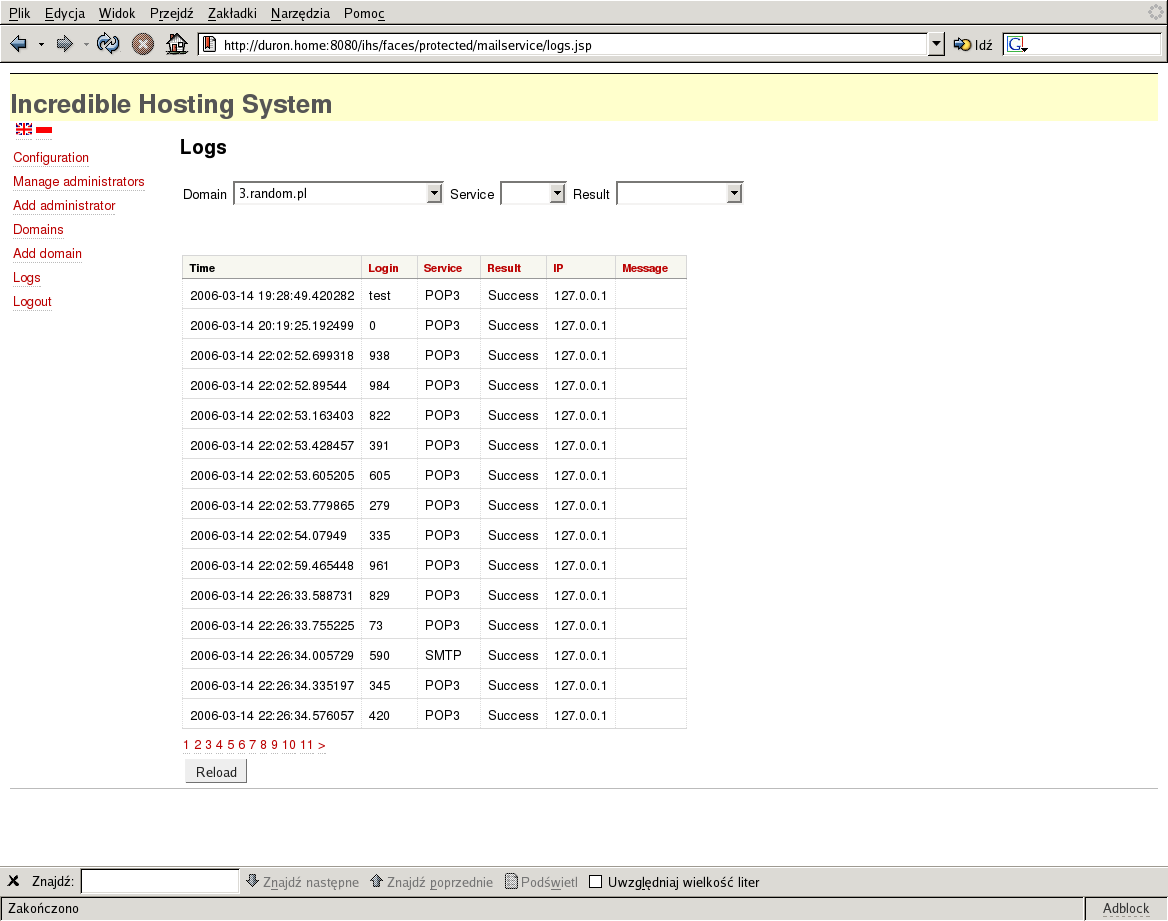 Plik Edycja Widok Przejdź Zakładki Narzędzia Pomoc
http://duron.home:8080/ihs/faces/protected/mailservice/logs.jsp Idź G
Incredible Hosting System
Logs
Configuration
Manage administrators
Add administrator
Domains
Add domain
Logs
Logout
Domain 3.random.pl Service Result
Time Login Service Result IP Message
2006-03-14 19:28:49.420282 test POP3 Success 127.0.0.1
2006-03-14 20:19:25.192499 0 POP3 Success 127.0.0.1
2006-03-14 22:02:52.699318 938 POP3 Success 127.0.0.1
2006-03-14 22:02:52.89544 984 POP3 Success 127.0.0.1
2006-03-14 22:02:53.163403 822 POP3 Success 127.0.0.1
2006-03-14 22:02:53.428457 391 POP3 Success 127.0.0.1
2006-03-14 22:02:53.605205 605 POP3 Success 127.0.0.1
2006-03-14 22:02:53.779865 279 POP3 Success 127.0.0.1
2006-03-14 22:02:54.07949 335 POP3 Success 127.0.0.1
2006-03-14 22:02:59.465448 961 POP3 Success 127.0.0.1
2006-03-14 22:26:33.588731 829 POP3 Success 127.0.0.1
2006-03-14 22:26:33.755225 73 POP3 Success 127.0.0.1
2006-03-14 22:26:34.005729 590 SMTP Success 127.0.0.1
2006-03-14 22:26:34.335197 345 POP3 Success 127.0.0.1
2006-03-14 22:26:34.576057 420 POP3 Success 127.0.0.1
1 2 3 4 5 6 7 8 9 10 11 >
Reload
Znajdź: Znajdź następne Znajdź poprzednie Podświetl Uwzględniaj wielkość liter
Zakończono Adblock